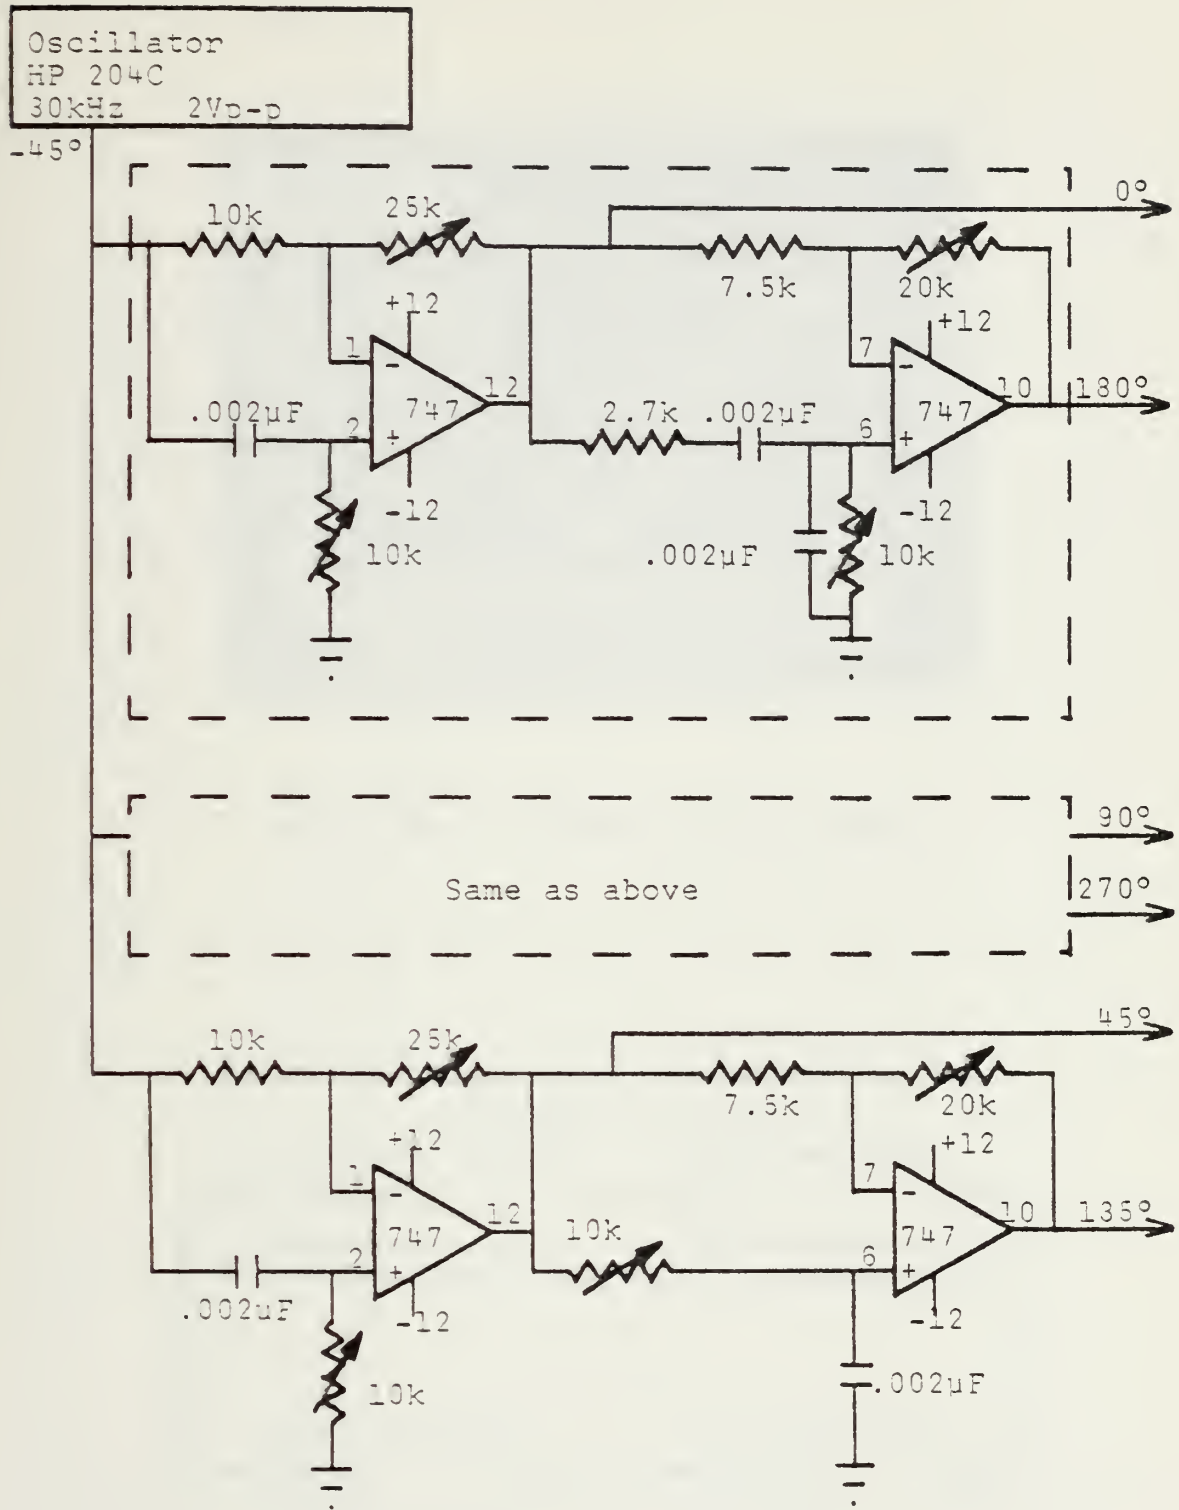 Oscillator
HP 204C
30kHz 2Vp-p
-45°
0°
10k
25k
7.5k
20k
+12
+12
1
-
7
-
747
12
747
10
180°
.002µF
2
+
2.7k
.002µF
6
+
-12
-12
10k
.002µF
10k
90°
Same as above
270°
45°
10k
25k
7.5k
20k
+12
+12
1
-
7
-
747
12
747
10
135°
10k
2
+
6
+
.002µF
-12
-12
10k
.002µF